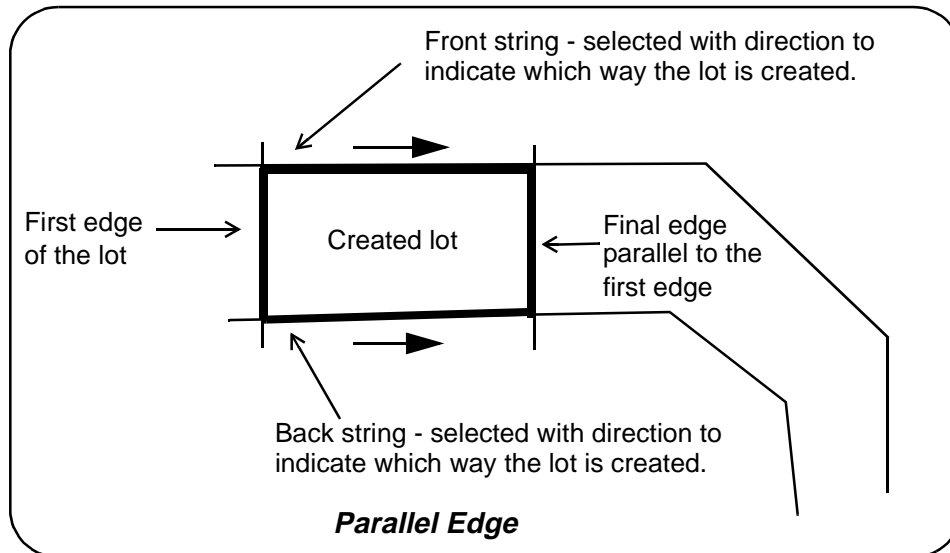 Front string - selected with direction to
indicate which way the lot is created.
First edge
of the lot
Created lot
Final edge
parallel to the
first edge
Back string - selected with direction to
indicate which way the lot is created.
Parallel Edge